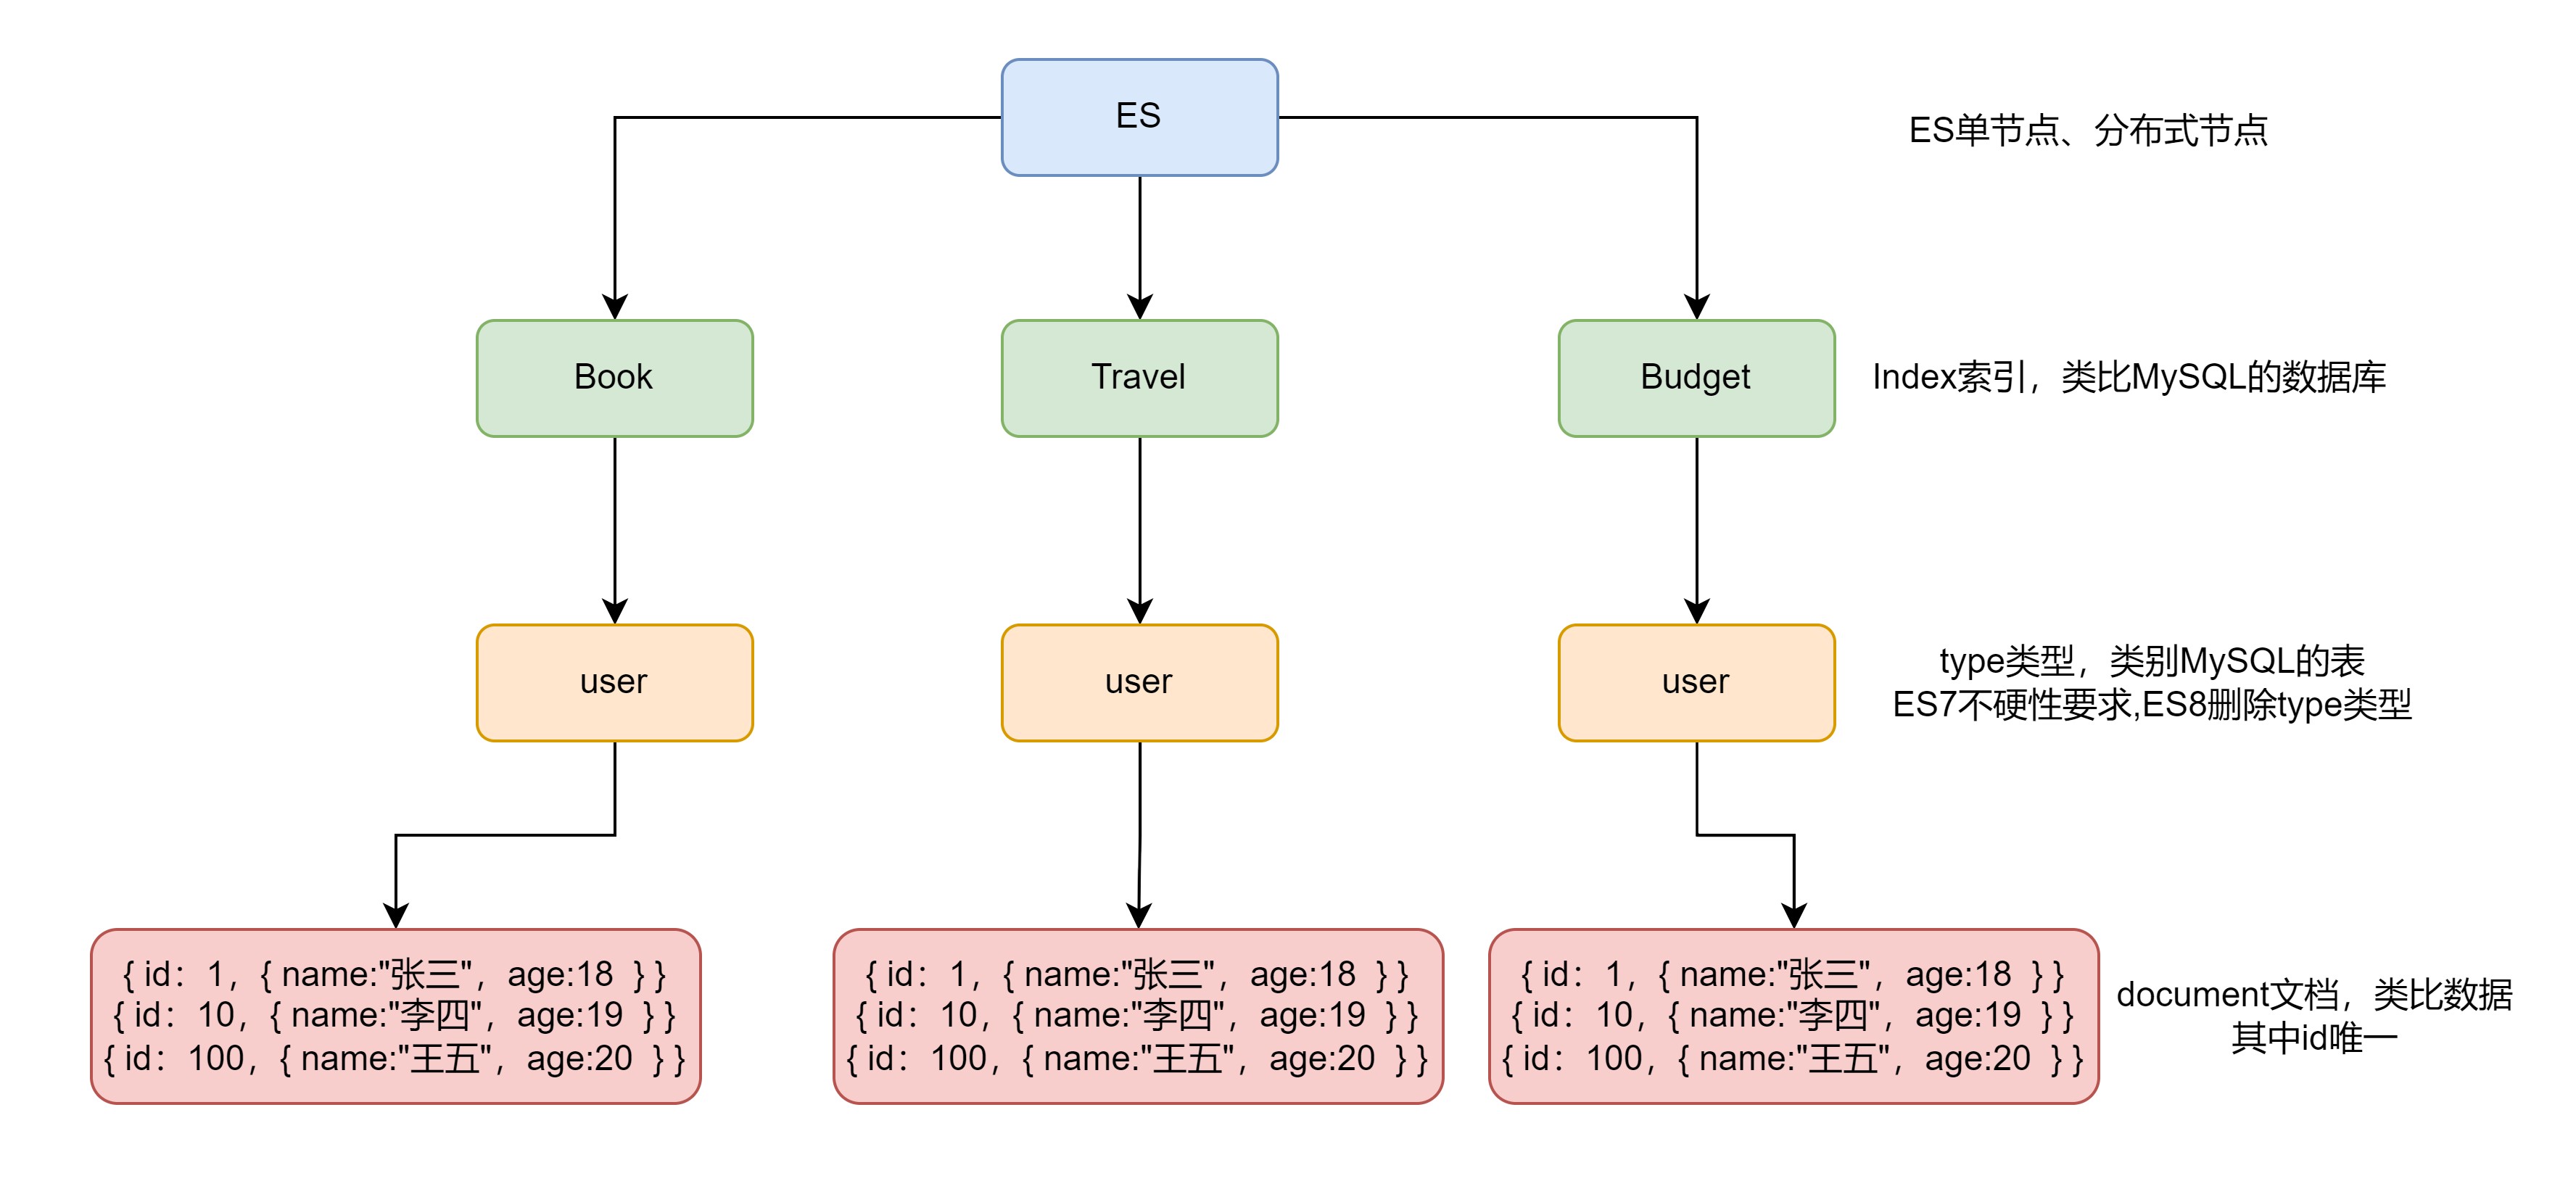 ES
ES单节点、分布式节点
Book
Travel
Budget
Index索引，类比MySQL的数据库
user
user
user
type类型，类别MySQL的表
ES7不硬性要求,ES8删除type类型
{ id：1，{ name:"张三"，age:18 } }
{ id：10，{ name:"李四"，age:19 } }
{ id：100，{ name:"王五"，age:20 } }
{ id：1，{ name:"张三"，age:18 } }
{ id：10，{ name:"李四"，age:19 } }
{ id：100，{ name:"王五"，age:20 } }
{ id：1，{ name:"张三"，age:18 } }
{ id：10，{ name:"李四"，age:19 } }
{ id：100，{ name:"王五"，age:20 } }
document文档，类比数据
其中id唯一